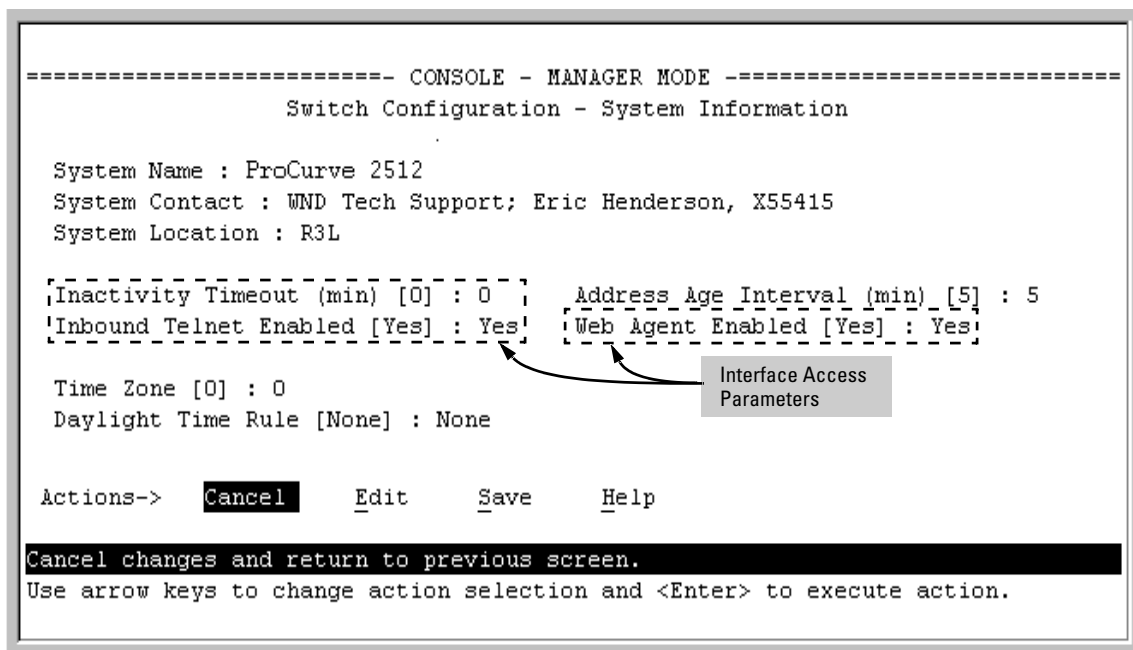 ===========================- CONSOLE - MANAGER MODE -============================
Switch Configuration - System Information
System Name : ProCurve 2512
System Contact : WND Tech Support; Eric Henderson, X55415
System Location : R3L
Inactivity Timeout (min) [0] : 0 Address Age Interval (min) [5] : 5
Inbound Telnet Enabled [Yes] : Yes Web Agent Enabled [Yes] : Yes
Interface Access
Parameters
Time Zone [0] : 0
Daylight Time Rule [None] : None
Actions-> Cancel Edit Save Help
Cancel changes and return to previous screen.
Use arrow keys to change action selection and <Enter> to execute action.